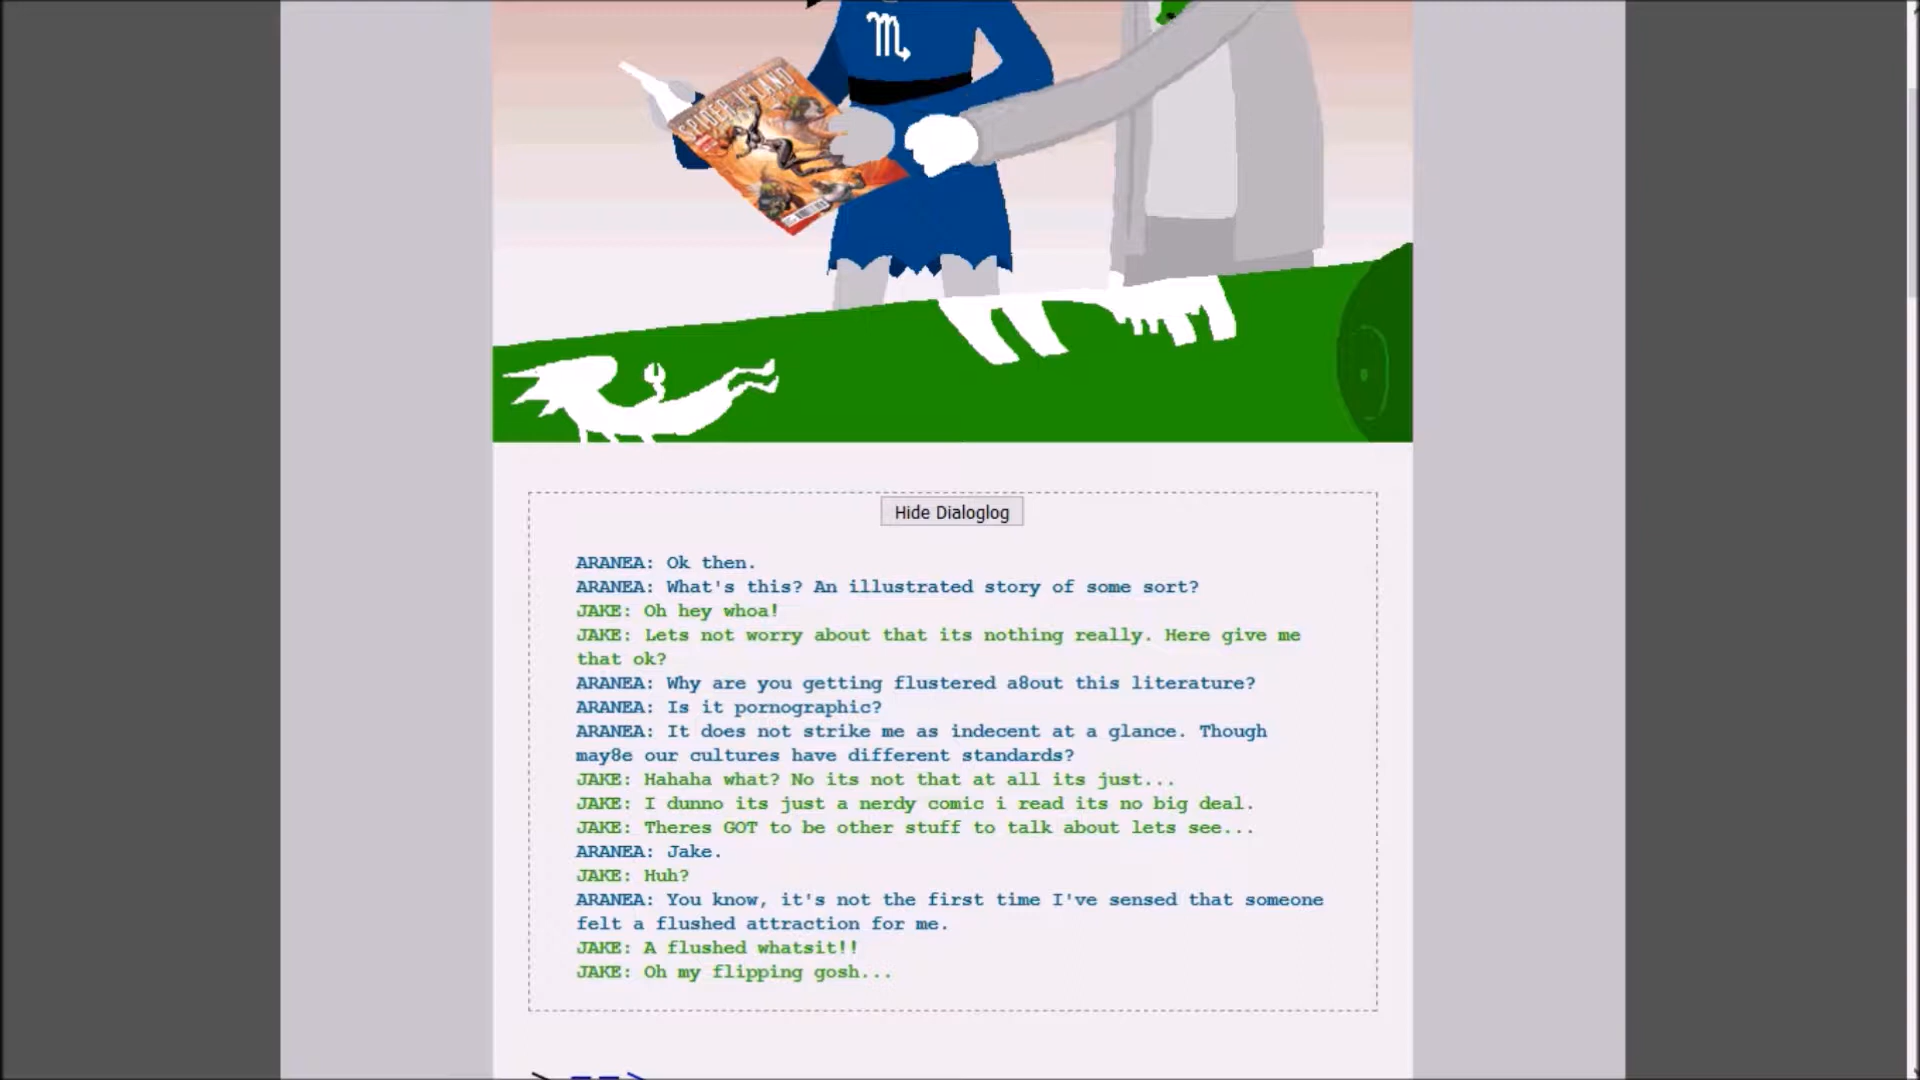 SPIDER ISLAND
Hide Dialoglog
ARANEA: Ok then.
ARANEA: What's this? An illustrated story of some sort?
JAKE: Oh hey whoa!
JAKE: Lets not worry about that its nothing really. Here give me
that ok?
ARANEA: Why are you getting flustered a8out this literature?
ARANEA: Is it pornographic?
ARANEA: It does not strike me as indecent at a glance. Though
may8e our cultures have different standards?
JAKE: Hahaha what? No its not that at all its just...
JAKE: I dunno its just a nerdy comic i read its no big deal.
JAKE: Theres GOT to be other stuff to talk about lets see...
ARANEA: Jake.
JAKE: Huh?
ARANEA: You know, it's not the first time I've sensed that someone
felt a flushed attraction for me.
JAKE: A flushed whatsit!!
JAKE: Oh my flipping gosh...